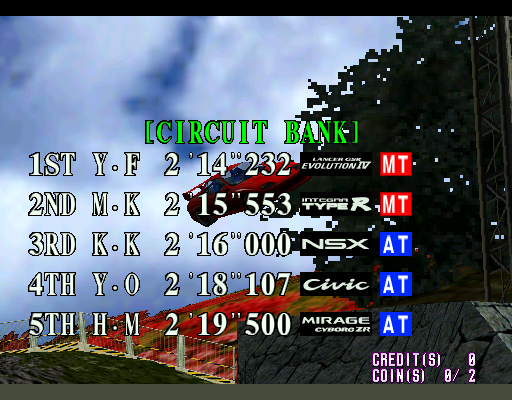 [CIRCUIT BANK]
1ST Y·F 2'14"232 LANCER GSR EVOLUTION IV MT
2ND M·K 2'15"553 INTEGRA TYPE R MT
3RD K·K 2'16"000 NSX AT
4TH Y·O 2'18"107 Civic AT
5TH H·M 2'19"500 MIRAGE CYBORG ZR AT
CREDIT(S) 0
COIN(S) 0/ 2